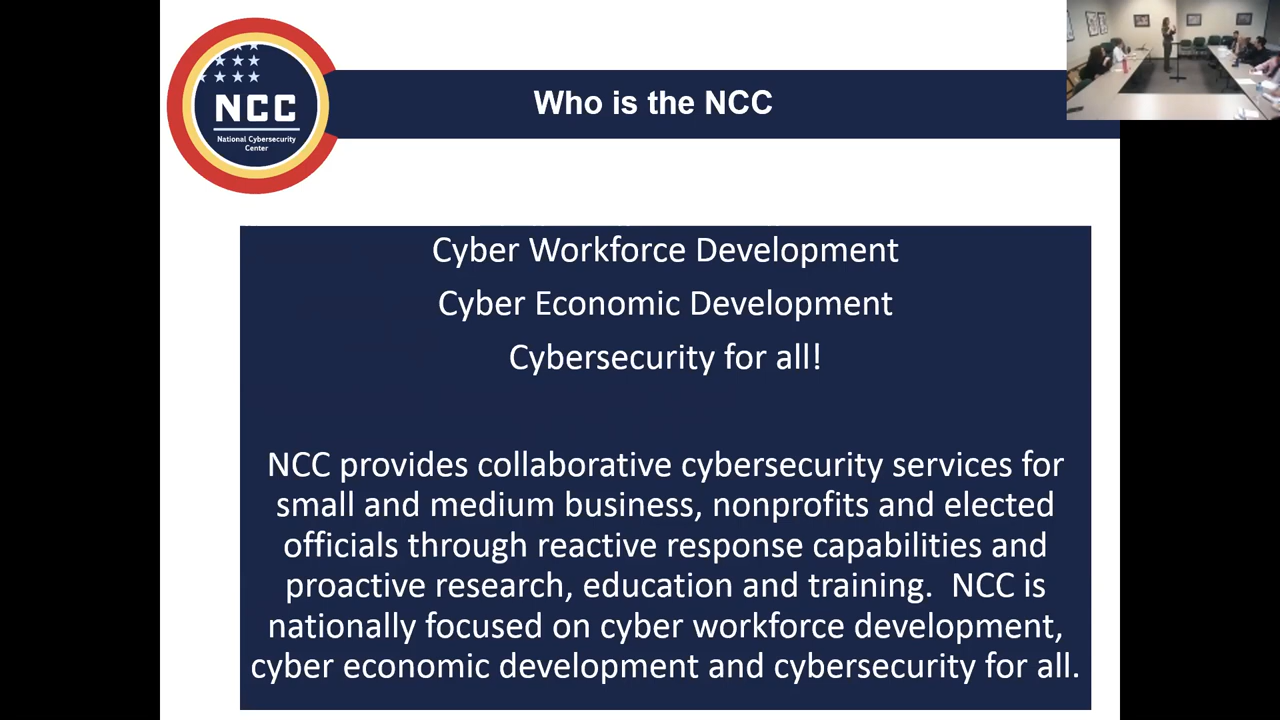 NCC
National Cybersecurity
Center
Who is the NCC
Cyber Workforce Development
Cyber Economic Development
Cybersecurity for all!
NCC provides collaborative cybersecurity services for
small and medium business, nonprofits and elected
officials through reactive response capabilities and
proactive research, education and training.  NCC is
nationally focused on cyber workforce development,
cyber economic development and cybersecurity for all.